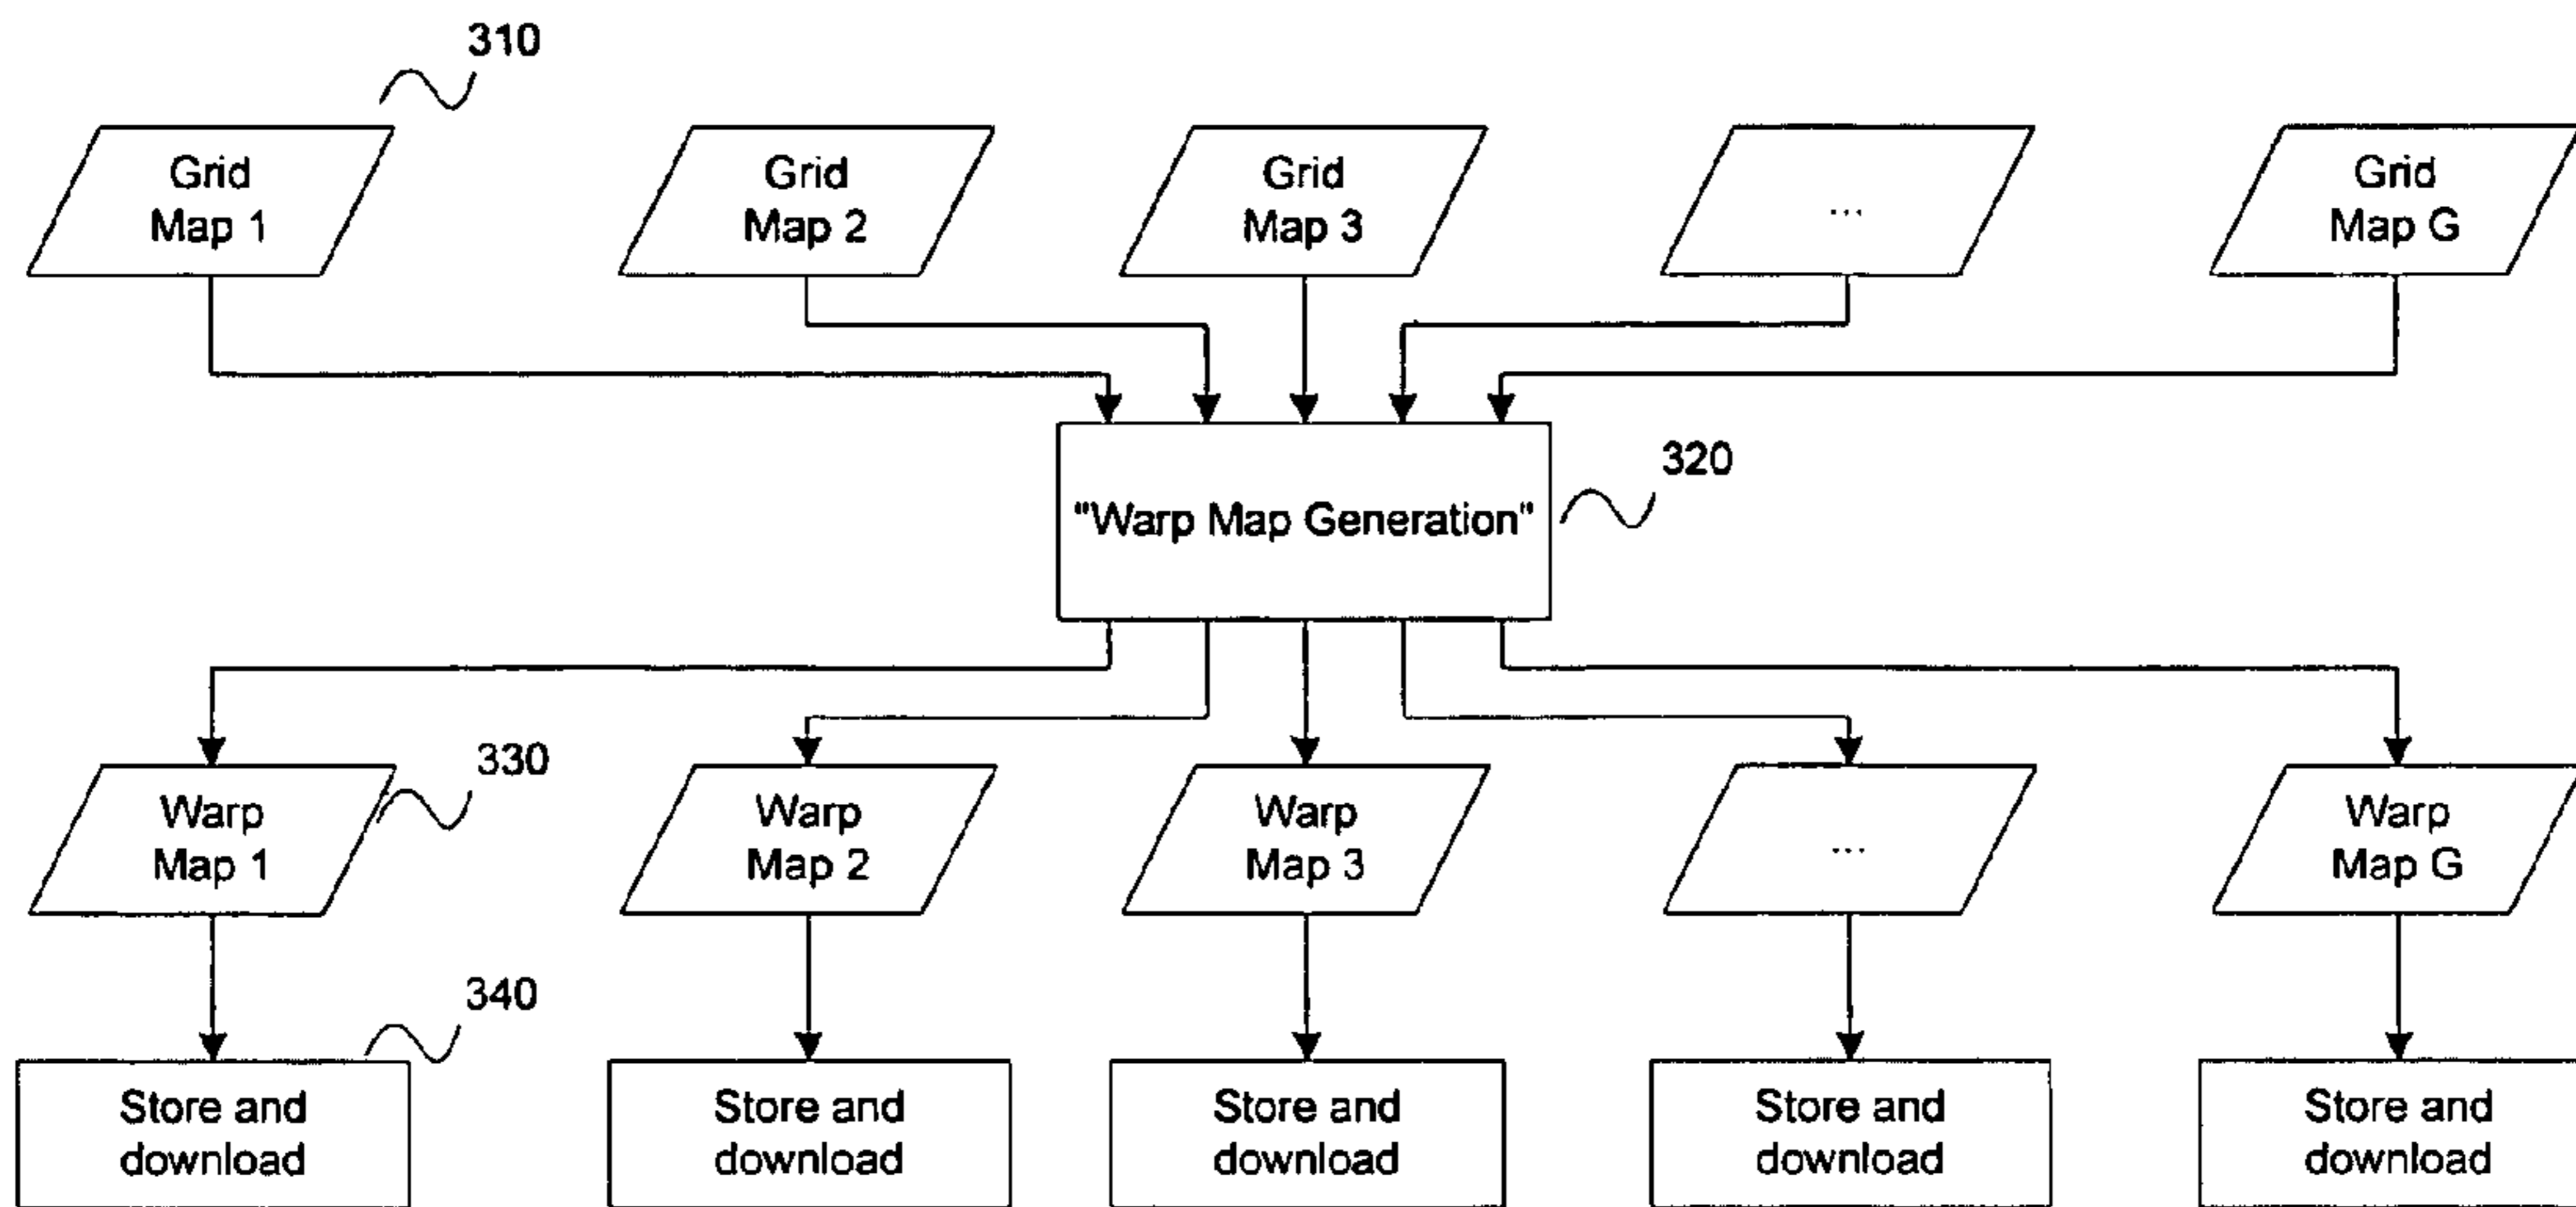 310
Grid
Map 1
Grid
Map 2
Grid
Map 3
...
Grid
Map G
"Warp Map Generation"
320
330
Warp
Map 1
Warp
Map 2
Warp
Map 3
...
Warp
Map G
340
Store and
download
Store and
download
Store and
download
Store and
download
Store and
download